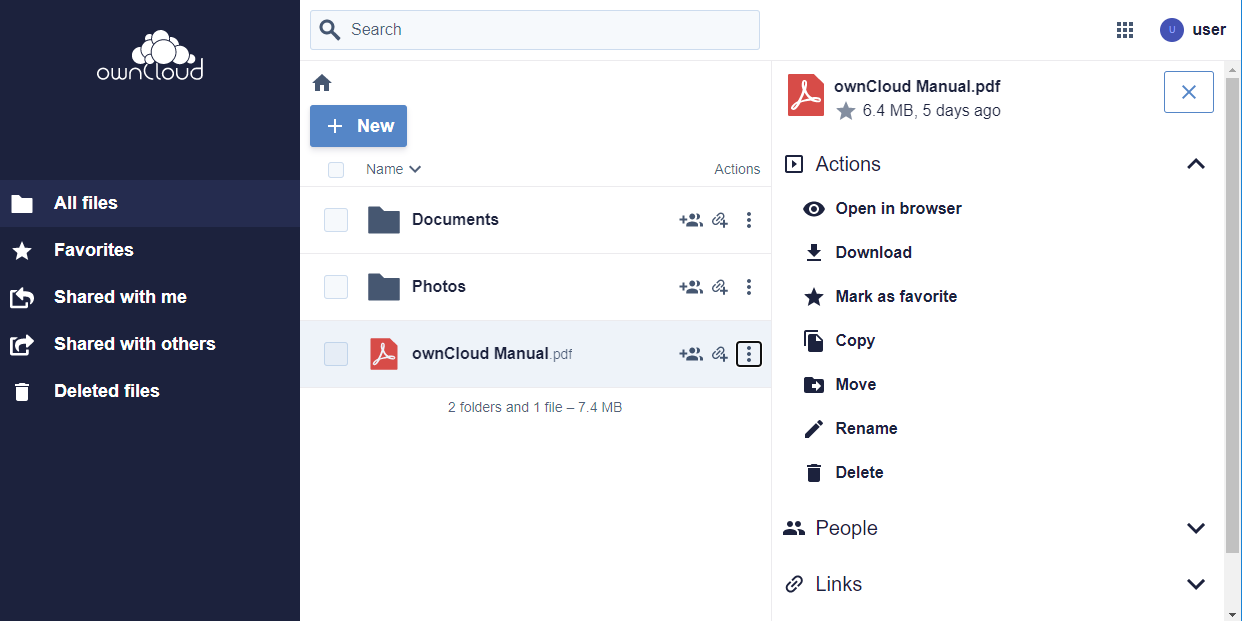 ownCloud
All files
Favorites
Shared with me
Shared with others
Deleted files
Search
U user
+ New
Name Actions
Documents
Photos
ownCloud Manual.pdf
2 folders and 1 file – 7.4 MB
ownCloud Manual.pdf
6.4 MB, 5 days ago
Actions
Open in browser
Download
Mark as favorite
Copy
Move
Rename
Delete
People
Links